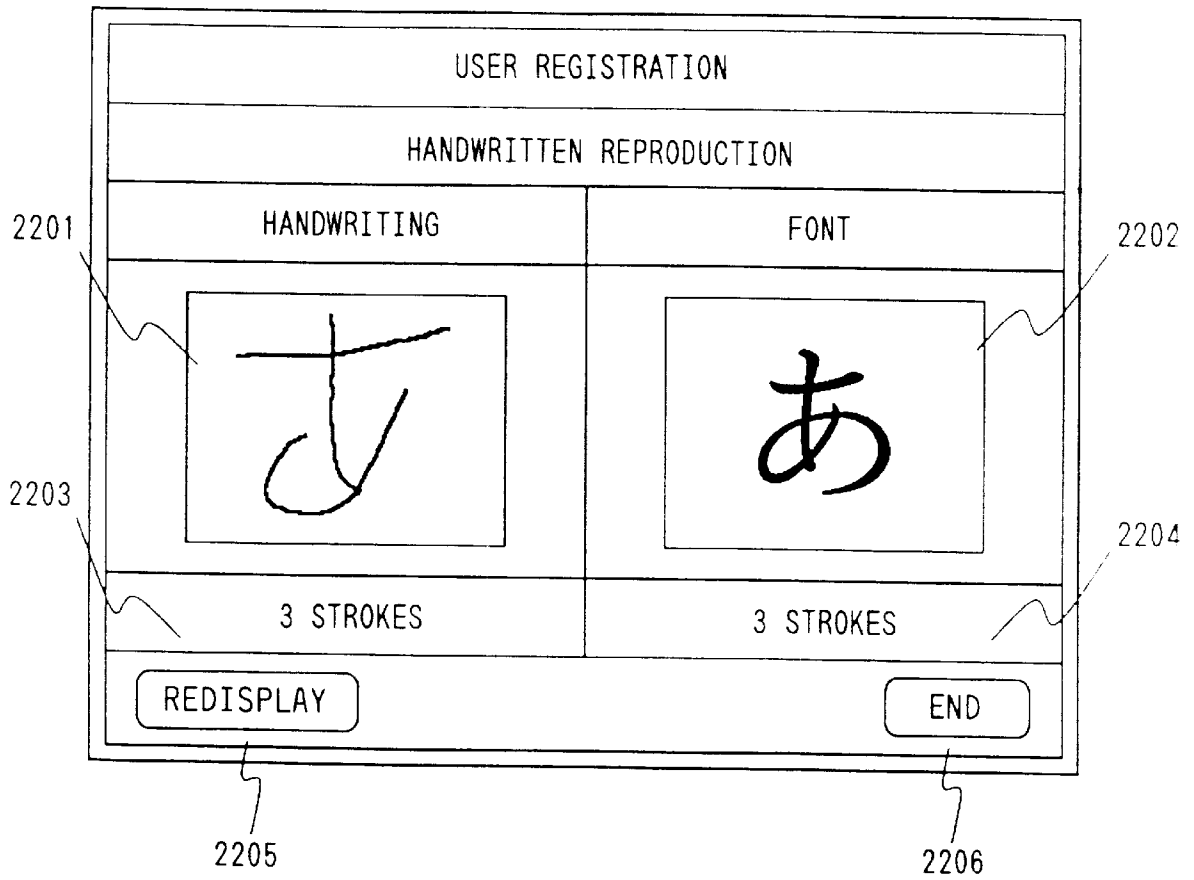 USER REGISTRATION
HANDWRITTEN REPRODUCTION
HANDWRITING FONT
2201 2202
あ
2203 2204
3 STROKES 3 STROKES
REDISPLAY END
2205 2206